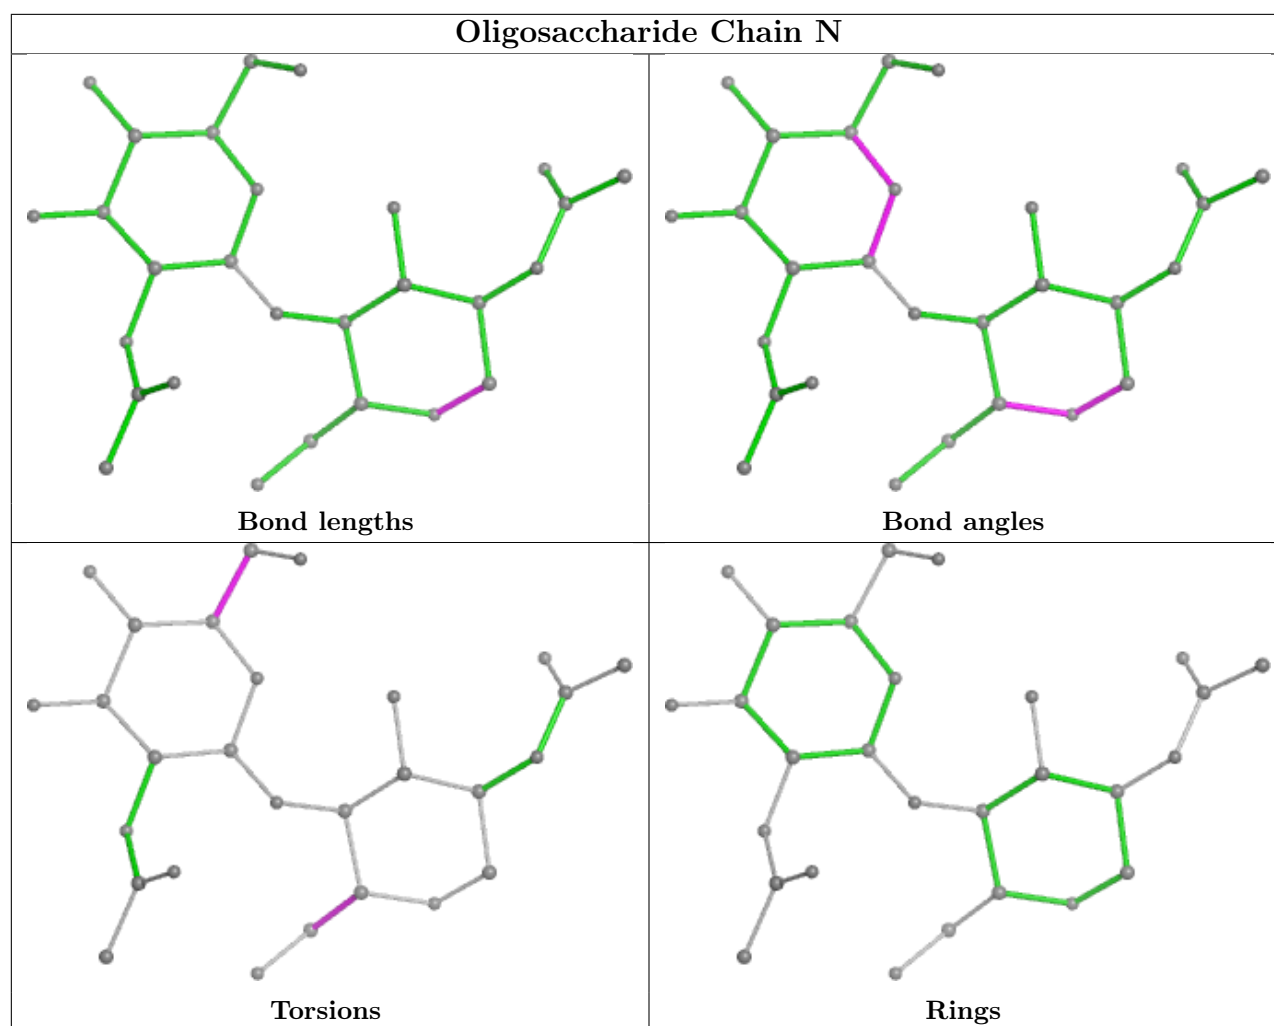 Oligosaccharide Chain N
Bond lengths
Bond angles
Torsions
Rings